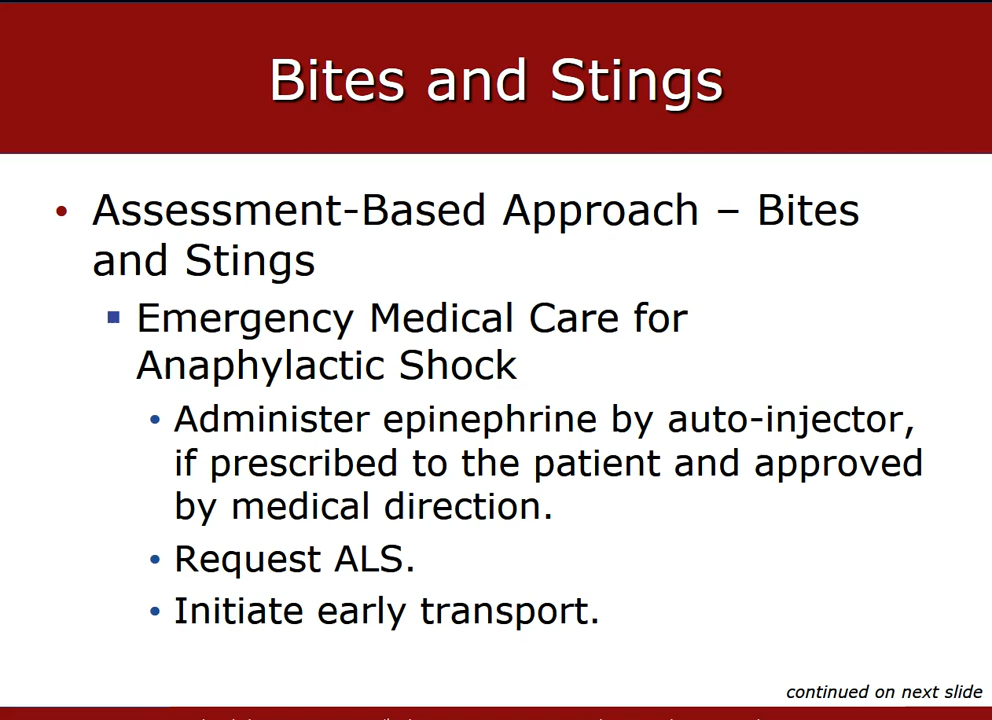 Bites and Stings
• Assessment-Based Approach – Bites
and Stings
▪ Emergency Medical Care for
Anaphylactic Shock
• Administer epinephrine by auto-injector,
if prescribed to the patient and approved
by medical direction.
• Request ALS.
• Initiate early transport.
continued on next slide